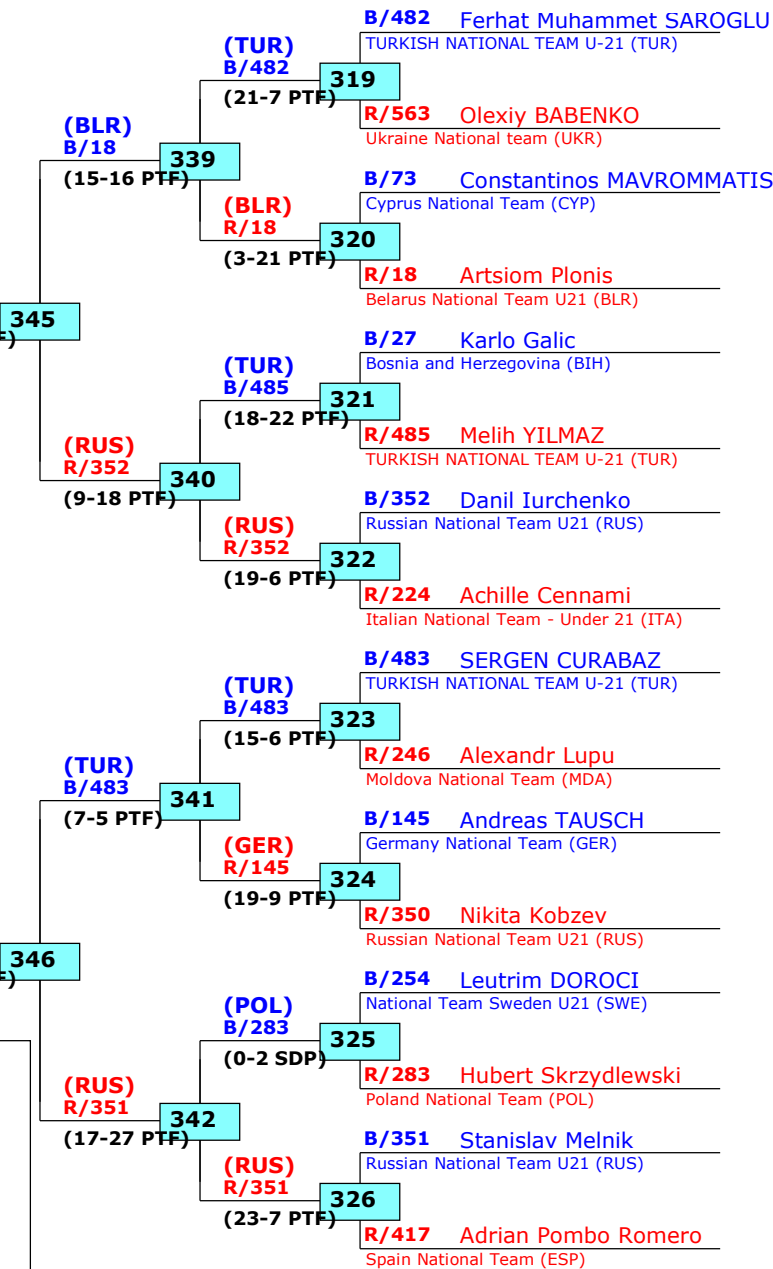 B/482 Ferhat Muhammet SAROGLU
TURKISH NATIONAL TEAM U-21 (TUR)
(TUR)
B/482
319
(21-7 PTF)
R/563 Olexiy BABENKO
Ukraine National team (UKR)
(BLR)
B/18
339
(15-16 PTF)
B/73 Constantinos MAVROMMATIS
Cyprus National Team (CYP)
(BLR)
R/18
320
(3-21 PTF)
R/18 Artsiom Plonis
Belarus National Team U21 (BLR)
345
F)
B/27 Karlo Galic
Bosnia and Herzegovina (BIH)
(TUR)
B/485
321
(18-22 PTF)
R/485 Melih YILMAZ
TURKISH NATIONAL TEAM U-21 (TUR)
(RUS)
R/352
340
(9-18 PTF)
B/352 Danil Iurchenko
Russian National Team U21 (RUS)
(RUS)
R/352
322
(19-6 PTF)
R/224 Achille Cennami
Italian National Team - Under 21 (ITA)
B/483 SERGEN CURABAZ
TURKISH NATIONAL TEAM U-21 (TUR)
(TUR)
B/483
323
(15-6 PTF)
R/246 Alexandr Lupu
Moldova National Team (MDA)
(TUR)
B/483
341
(7-5 PTF)
B/145 Andreas TAUSCH
Germany National Team (GER)
(GER)
R/145
324
(19-9 PTF)
R/350 Nikita Kobzev
Russian National Team U21 (RUS)
346
F)
B/254 Leutrim DOROCI
National Team Sweden U21 (SWE)
(POL)
B/283
325
(0-2 SDP)
R/283 Hubert Skrzydlewski
Poland National Team (POL)
(RUS)
R/351
342
(17-27 PTF)
B/351 Stanislav Melnik
Russian National Team U21 (RUS)
(RUS)
R/351
326
(23-7 PTF)
R/417 Adrian Pombo Romero
Spain National Team (ESP)